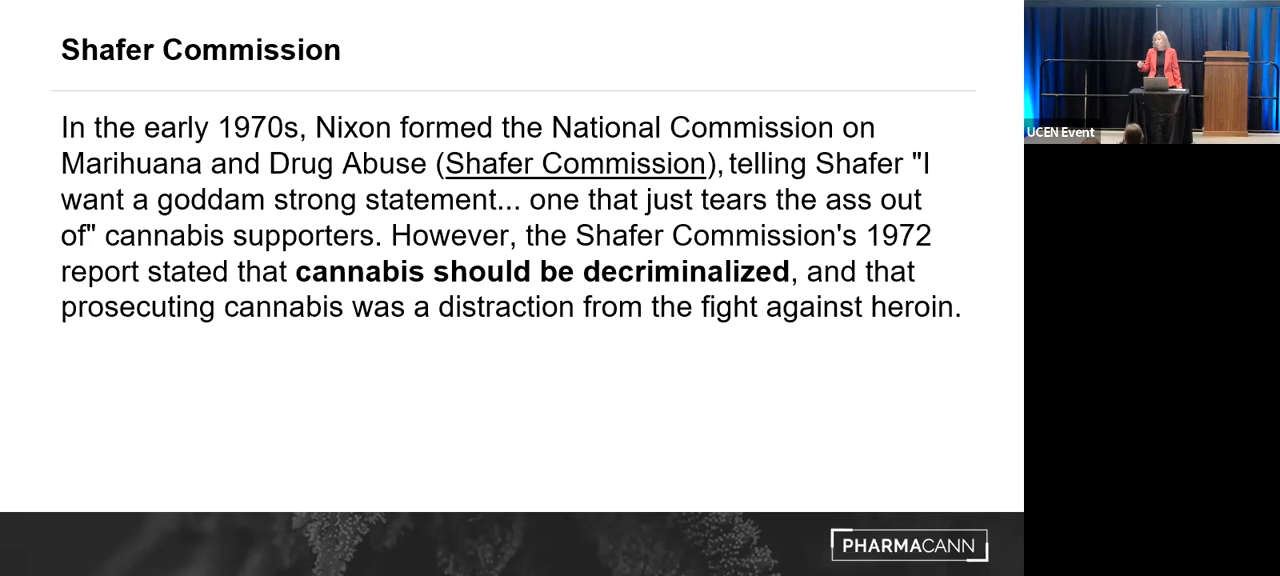 Shafer Commission
In the early 1970s, Nixon formed the National Commission on
Marihuana and Drug Abuse (Shafer Commission), telling Shafer "I
want a goddam strong statement... one that just tears the ass out
of" cannabis supporters. However, the Shafer Commission's 1972
report stated that cannabis should be decriminalized, and that
prosecuting cannabis was a distraction from the fight against heroin.
PHARMACANN
UCEN Event